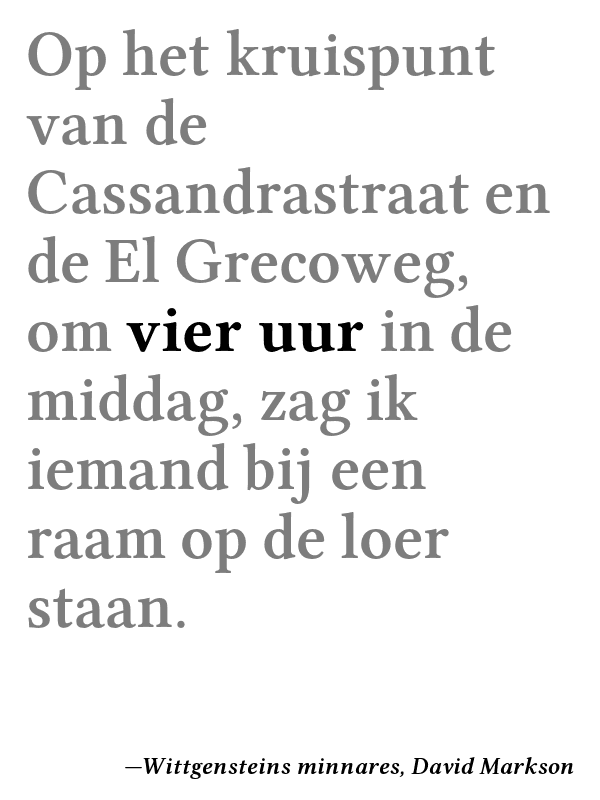 Op het kruispunt
van de
Cassandrastraat en
de El Grecoweg,
om vier uur in de
middag, zag ik
iemand bij een
raam op de loer
staan.
—Wittgensteins minnares, David Markson